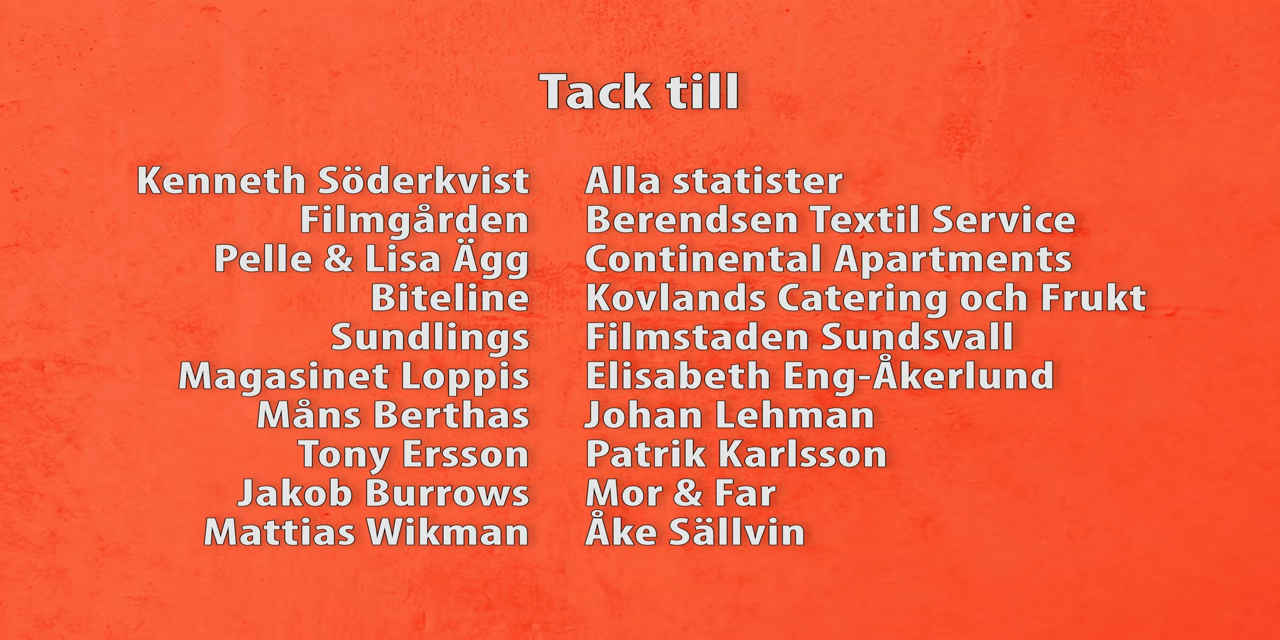 Tack till
Kenneth Söderkvist
Filmgården
Pelle & Lisa Ägg
Biteline
Sundlings
Magasinet Loppis
Måns Berthas
Tony Ersson
Jakob Burrows
Mattias Wikman
Alla statister
Berendsen Textil Service
Continental Apartments
Kovlands Catering och Frukt
Filmstaden Sundsvall
Elisabeth Eng-Åkerlund
Johan Lehman
Patrik Karlsson
Mor & Far
Åke Sällvin